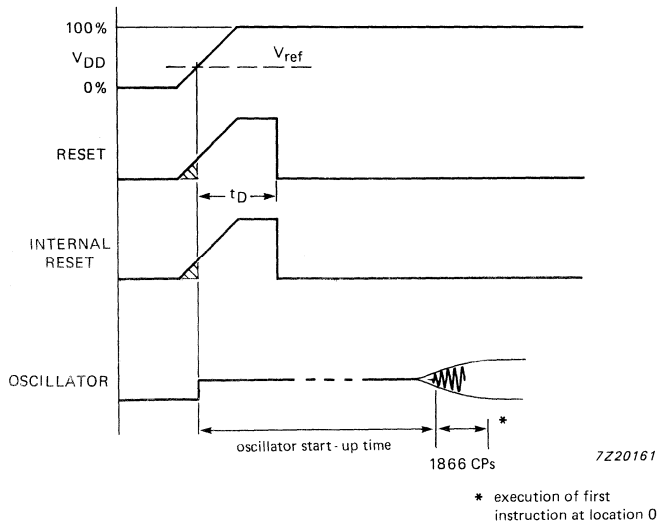 100%
VDD
Vref
0%
RESET
tD
INTERNAL
RESET
OSCILLATOR
*
oscillator start-up time
1866 CPs
7Z20161
* execution of first
instruction at location 0